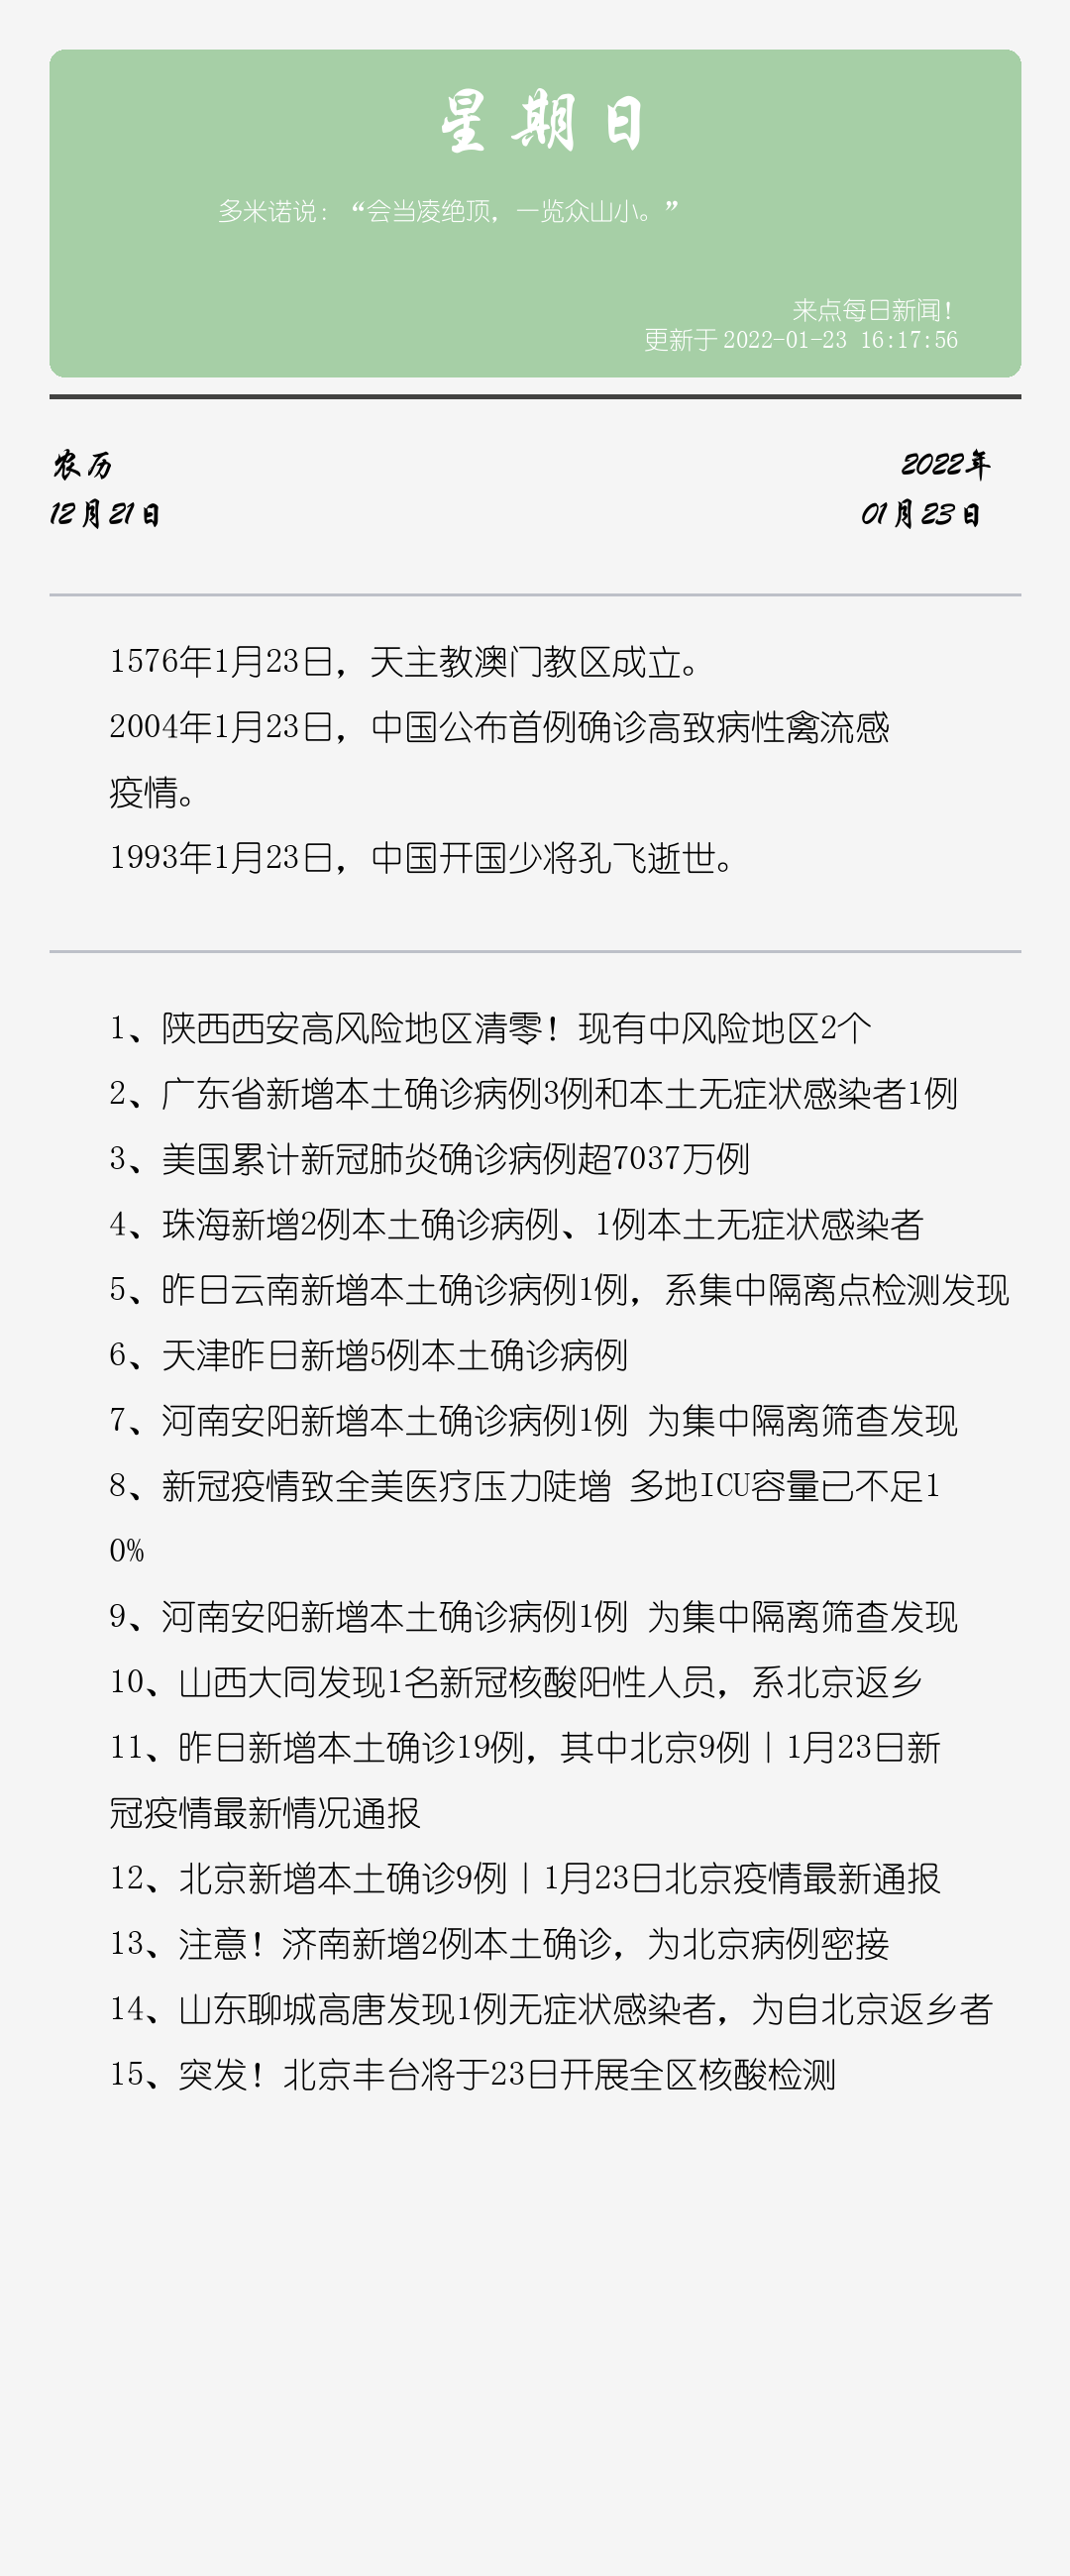 星期日
多米诺说：“会当凌绝顶，一览众山小。”
来点每日新闻！
更新于2022-01-23 16:17:56
农历
12月21日
2022年
01月23日
1576年1月23日，天主教澳门教区成立。
2004年1月23日，中国公布首例确诊高致病性禽流感
疫情。
1993年1月23日，中国开国少将孔飞逝世。
1、陕西西安高风险地区清零！现有中风险地区2个
2、广东省新增本土确诊病例3例和本土无症状感染者1例
3、美国累计新冠肺炎确诊病例超7037万例
4、珠海新增2例本土确诊病例、1例本土无症状感染者
5、昨日云南新增本土确诊病例1例，系集中隔离点检测发现
6、天津昨日新增5例本土确诊病例
7、河南安阳新增本土确诊病例1例 为集中隔离筛查发现
8、新冠疫情致全美医疗压力陡增 多地ICU容量已不足1
0%
9、河南安阳新增本土确诊病例1例 为集中隔离筛查发现
10、山西大同发现1名新冠核酸阳性人员，系北京返乡
11、昨日新增本土确诊19例，其中北京9例丨1月23日新
冠疫情最新情况通报
12、北京新增本土确诊9例丨1月23日北京疫情最新通报
13、注意！济南新增2例本土确诊，为北京病例密接
14、山东聊城高唐发现1例无症状感染者，为自北京返乡者
15、突发！北京丰台将于23日开展全区核酸检测